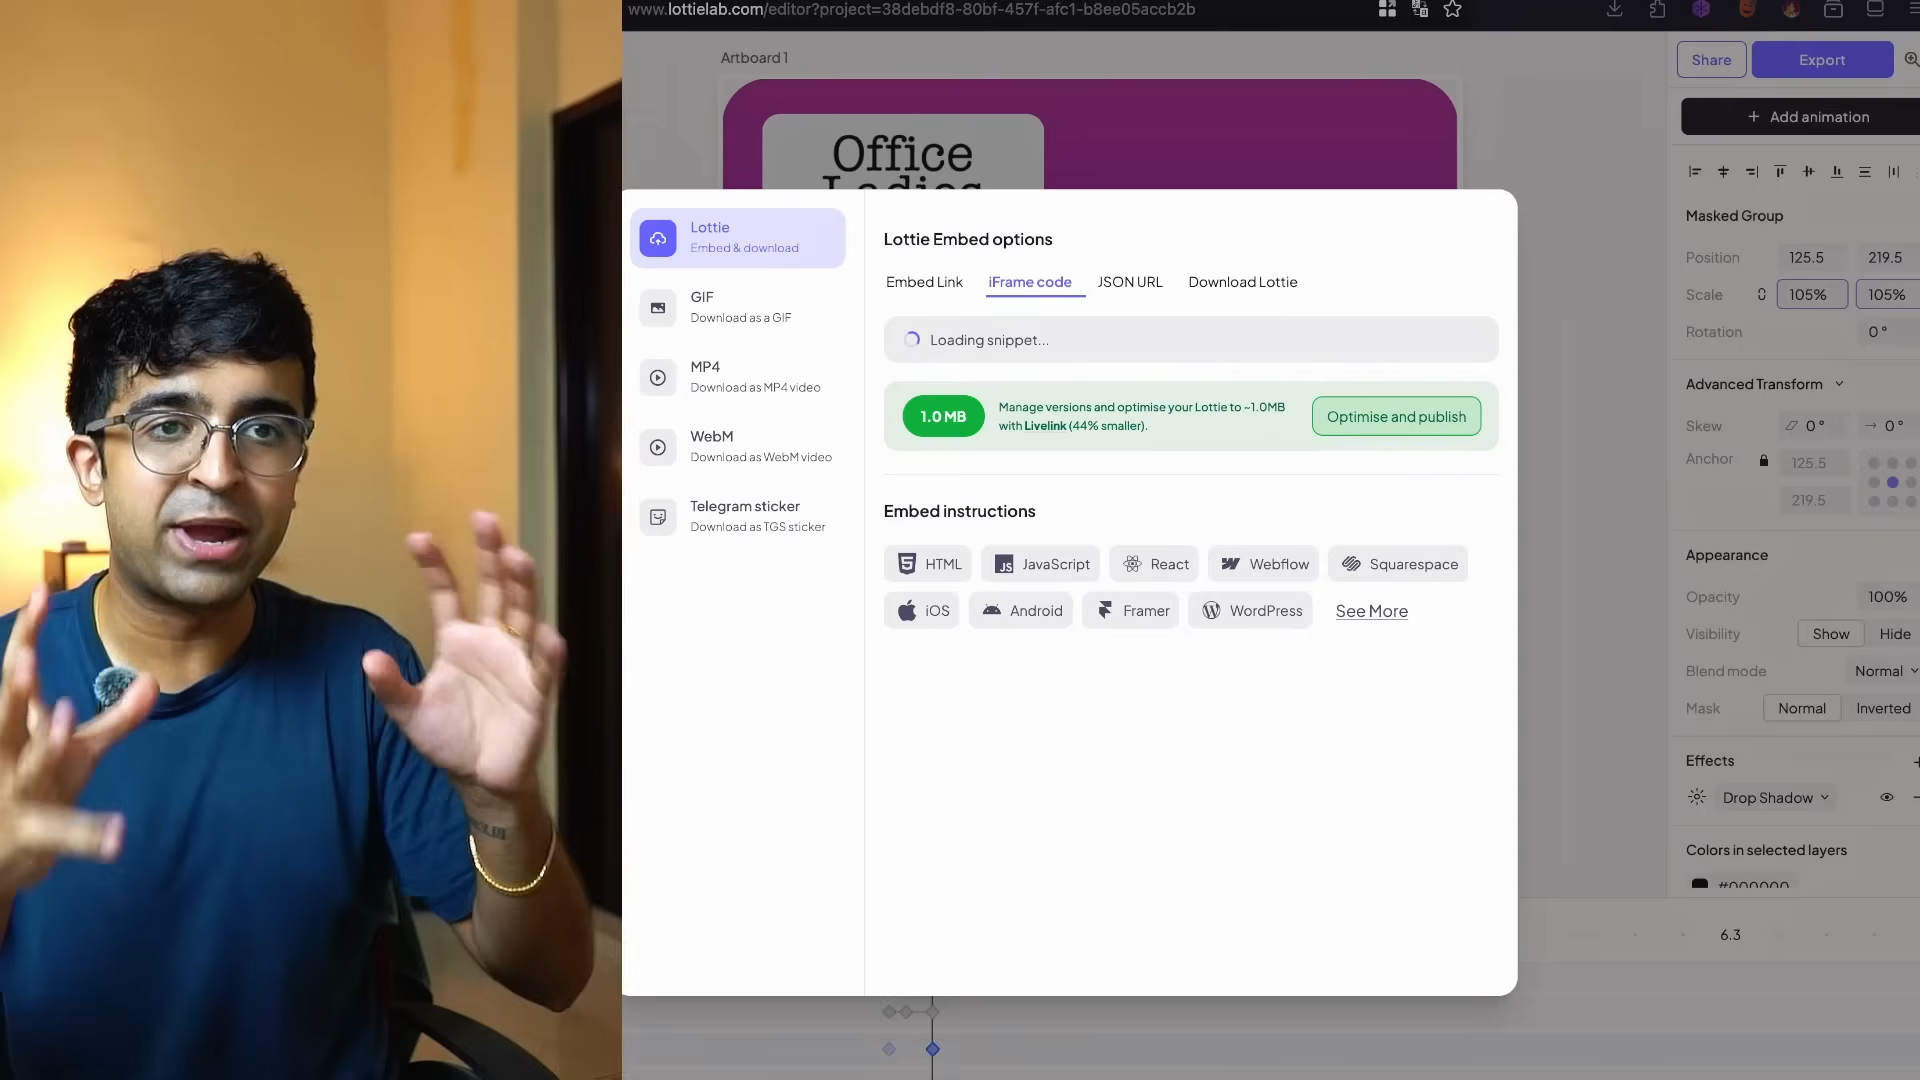 www.lottielab.com/editor?project=38debdf8-80bf-457f-afc1-b8ee05accb2b
Artboard 1
Share
Export
Add animation
Office
Ladies
Lottie
Embed & download
GIF
Download as a GIF
MP4
Download as MP4 video
WebM
Download as WebM video
Telegram sticker
Download as TGS sticker
Lottie Embed options
Embed Link
iFrame code
JSON URL
Download Lottie
Loading snippet...
1.0 MB
Manage versions and optimise your Lottie to ~1.0MB
with Livelink (44% smaller).
Optimise and publish
Embed instructions
HTML
JavaScript
React
Webflow
Squarespace
iOS
Android
Framer
WordPress
See More
Masked Group
Position 125.5 219.5
Scale 105% 105%
Rotation 0°
Advanced Transform
Skew 0° 0°
Anchor 125.5
219.5
Appearance
Opacity 100%
Visibility Show Hide
Blend mode Normal
Mask Normal Inverted
Effects
Drop Shadow
Colors in selected layers
#000000
6.3